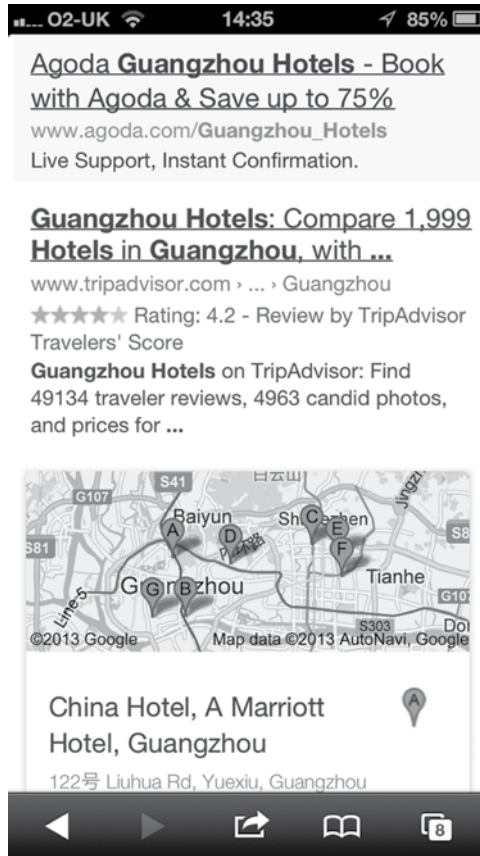 O2-UK 14:35 85%
Agoda Guangzhou Hotels - Book
with Agoda & Save up to 75%
www.agoda.com/Guangzhou_Hotels
Live Support, Instant Confirmation.
Guangzhou Hotels: Compare 1,999
Hotels in Guangzhou, with ...
www.tripadvisor.com › ... › Guangzhou
Rating: 4.2 - Review by TripAdvisor
Travelers' Score
Guangzhou Hotels on TripAdvisor: Find
49134 traveler reviews, 4963 candid photos,
and prices for ...
S41
G107
Baiyun
A
D
C
E
F
S81
S8
Tianhe
G
B
Line-5
G107
S303
©2013 Google
Map data ©2013 AutoNavi, Google
China Hotel, A Marriott
A
Hotel, Guangzhou
122号 Liuhua Rd, Yuexiu, Guangzhou
8